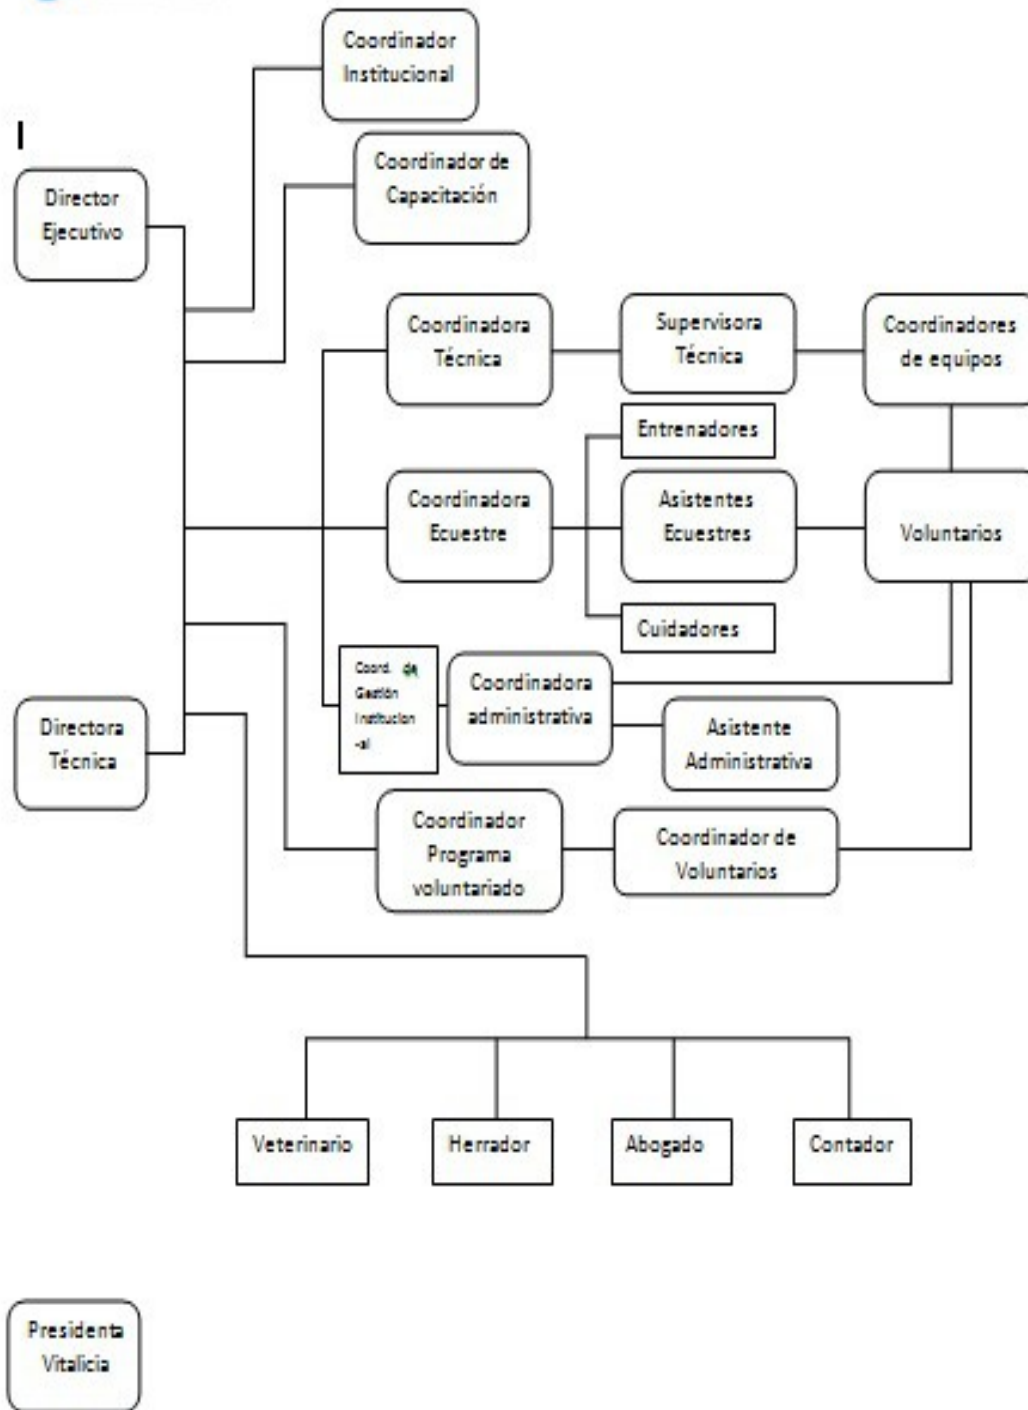 Coordinador
Institucional
I
Coordinador de
Capacitación
Director
Ejecutivo
Coordinadora
Técnica
Supervisora
Técnica
Coordinadores
de equipos
Entrenadores
Coordinadora
Ecuestre
Asistentes
Ecuestres
Voluntarios
Cuidadores
Coord. de
Gestión
Institucion
-al
Coordinadora
administrativa
Directora
Técnica
Asistente
Administrativa
Coordinador
Programa
voluntariado
Coordinador de
Voluntarios
Veterinario
Herrador
Abogado
Contador
Presidenta
Vitalicia